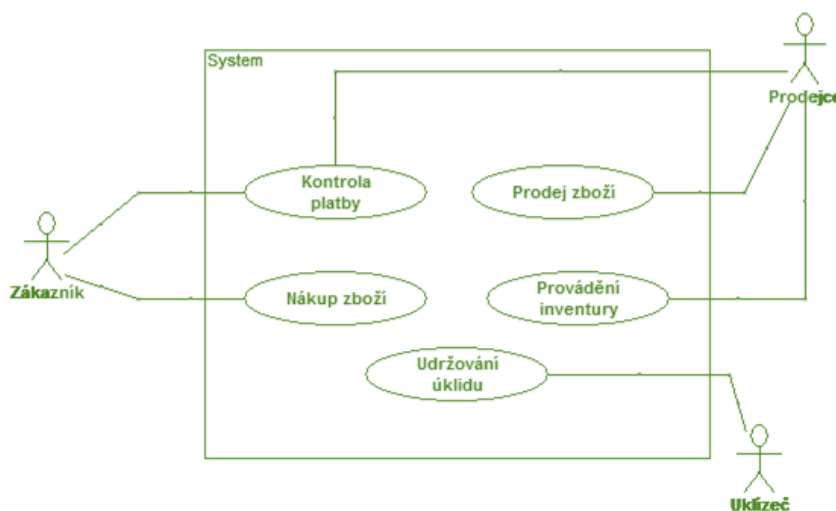 System
Prodejce
Kontrola
platby
Prodej zboží
Zákazník
Nákup zboží
Provádění
inventury
Udržování
úklidu
Uklízeč